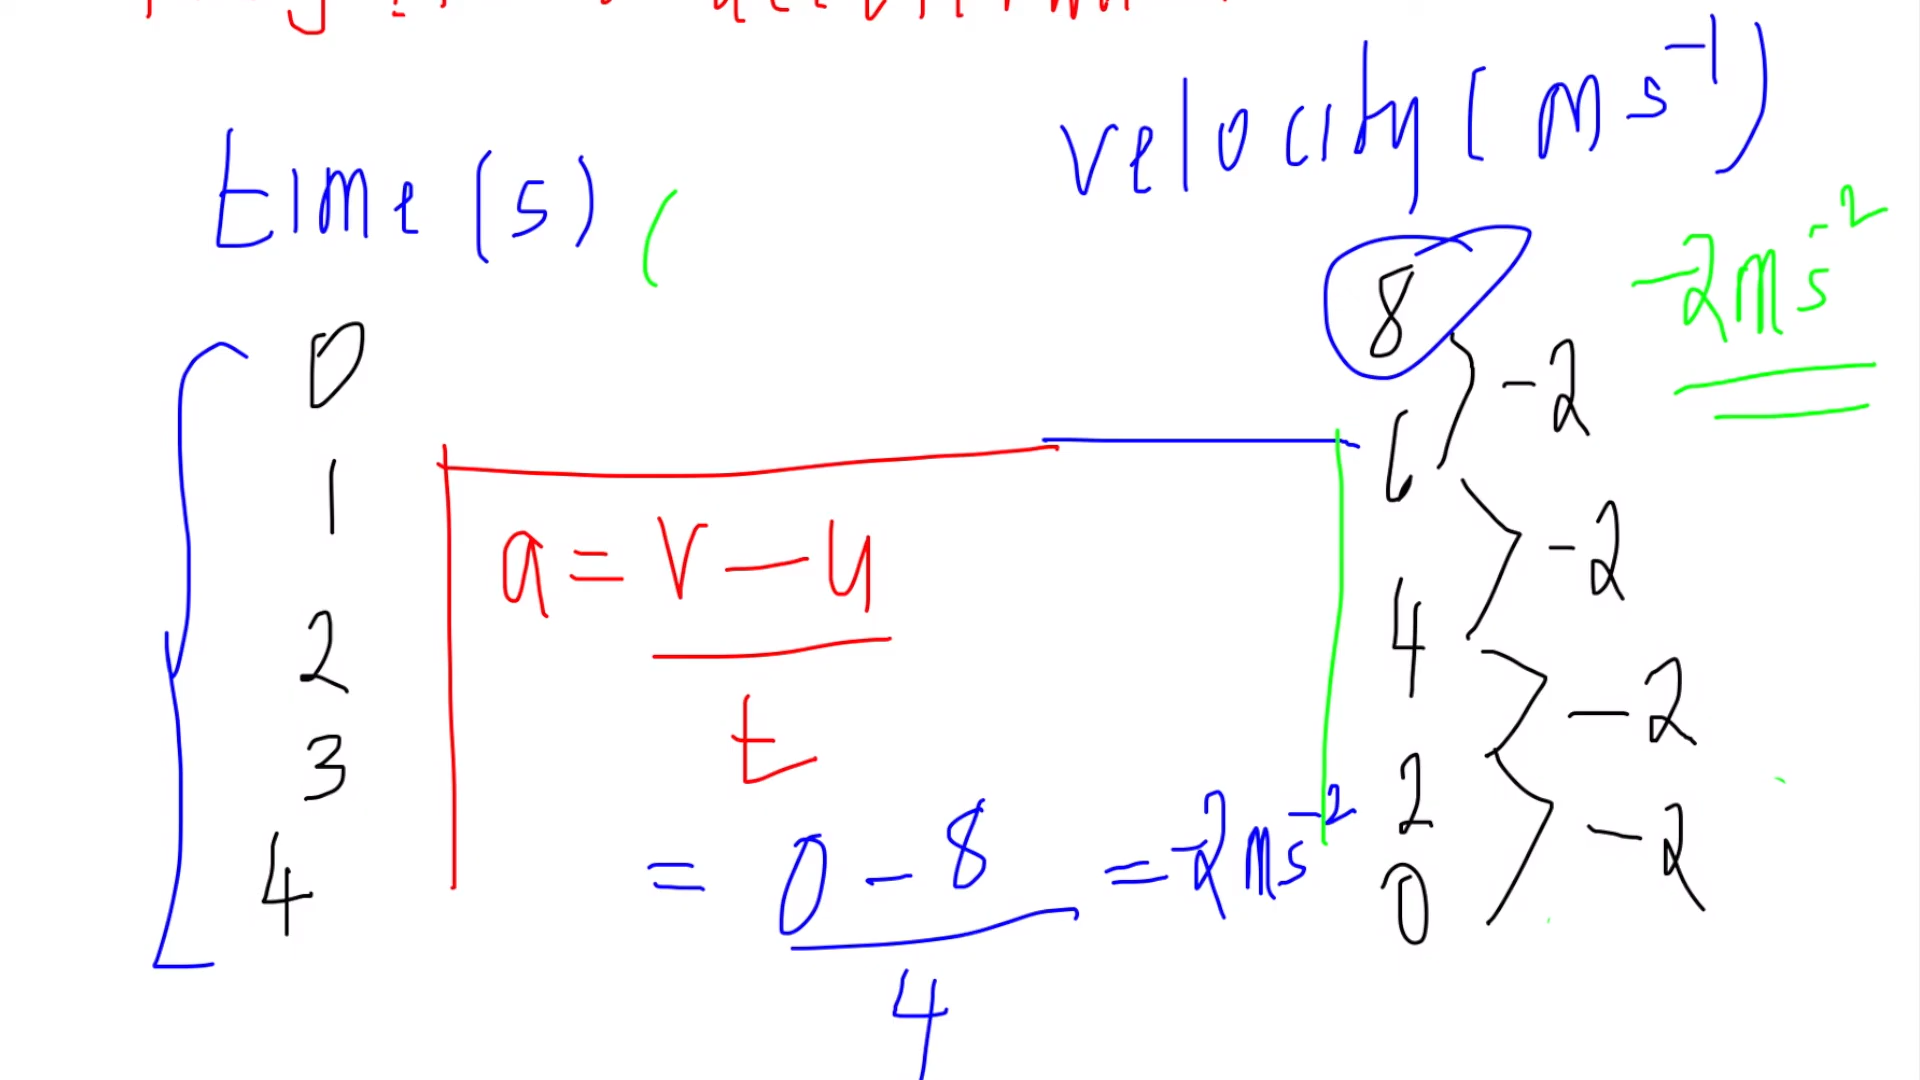 time (s) velocity (ms⁻¹)
-2ms⁻²
0 8
-2
1 6
a = v - u
-2
t
2 4
-2
3 2
-2
4 0
= 0 - 8 = -2ms⁻²
4